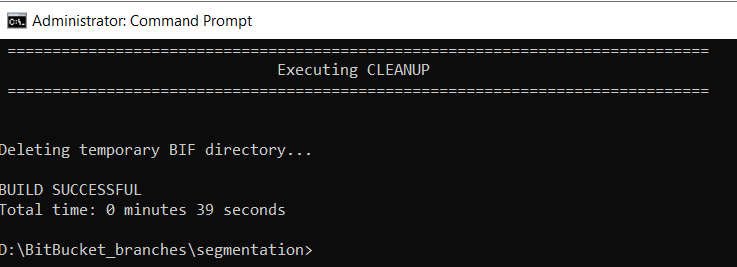 Administrator: Command Prompt
==============================================================================
Executing CLEANUP
==============================================================================
Deleting temporary BIF directory...
BUILD SUCCESSFUL
Total time: 0 minutes 39 seconds
D:\BitBucket_branches\segmentation>